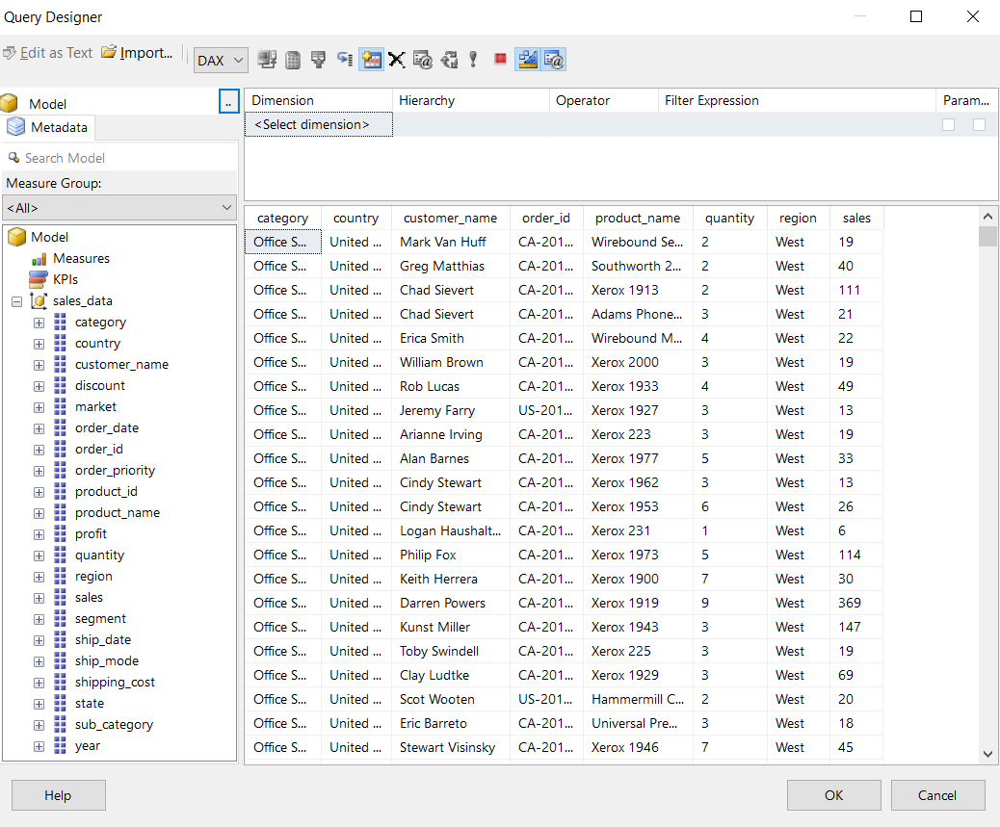 Query Designer
Edit as Text Import... DAX
Model ..
Metadata
Search Model
Measure Group:
<All>
Model
Measures
KPIs
sales_data
category
country
customer_name
discount
market
order_date
order_id
order_priority
product_id
product_name
profit
quantity
region
sales
segment
ship_date
ship_mode
shipping_cost
state
sub_category
year
Dimension Hierarchy Operator Filter Expression Param...
<Select dimension>
category country customer_name order_id product_name quantity region sales
Office S... United ... Mark Van Huff CA-201... Wirebound Se... 2 West 19
Office S... United ... Greg Matthias CA-201... Southworth 2... 2 West 40
Office S... United ... Chad Sievert CA-201... Xerox 1913 2 West 111
Office S... United ... Chad Sievert CA-201... Adams Phone... 3 West 21
Office S... United ... Erica Smith CA-201... Wirebound M... 4 West 22
Office S... United ... William Brown CA-201... Xerox 2000 3 West 19
Office S... United ... Rob Lucas CA-201... Xerox 1933 4 West 49
Office S... United ... Jeremy Farry US-201... Xerox 1927 3 West 13
Office S... United ... Arianne Irving CA-201... Xerox 223 3 West 19
Office S... United ... Alan Barnes CA-201... Xerox 1977 5 West 33
Office S... United ... Cindy Stewart CA-201... Xerox 1962 3 West 13
Office S... United ... Cindy Stewart CA-201... Xerox 1953 6 West 26
Office S... United ... Logan Haushalt... CA-201... Xerox 231 1 West 6
Office S... United ... Philip Fox CA-201... Xerox 1973 5 West 114
Office S... United ... Keith Herrera CA-201... Xerox 1900 7 West 30
Office S... United ... Darren Powers CA-201... Xerox 1919 9 West 369
Office S... United ... Kunst Miller CA-201... Xerox 1943 3 West 147
Office S... United ... Toby Swindell CA-201... Xerox 225 3 West 19
Office S... United ... Clay Ludtke CA-201... Xerox 1929 3 West 69
Office S... United ... Scot Wooten US-201... Hammermill C... 2 West 20
Office S... United ... Eric Barreto CA-201... Universal Pre... 3 West 18
Office S... United ... Stewart Visinsky CA-201... Xerox 1946 7 West 45
Help OK Cancel